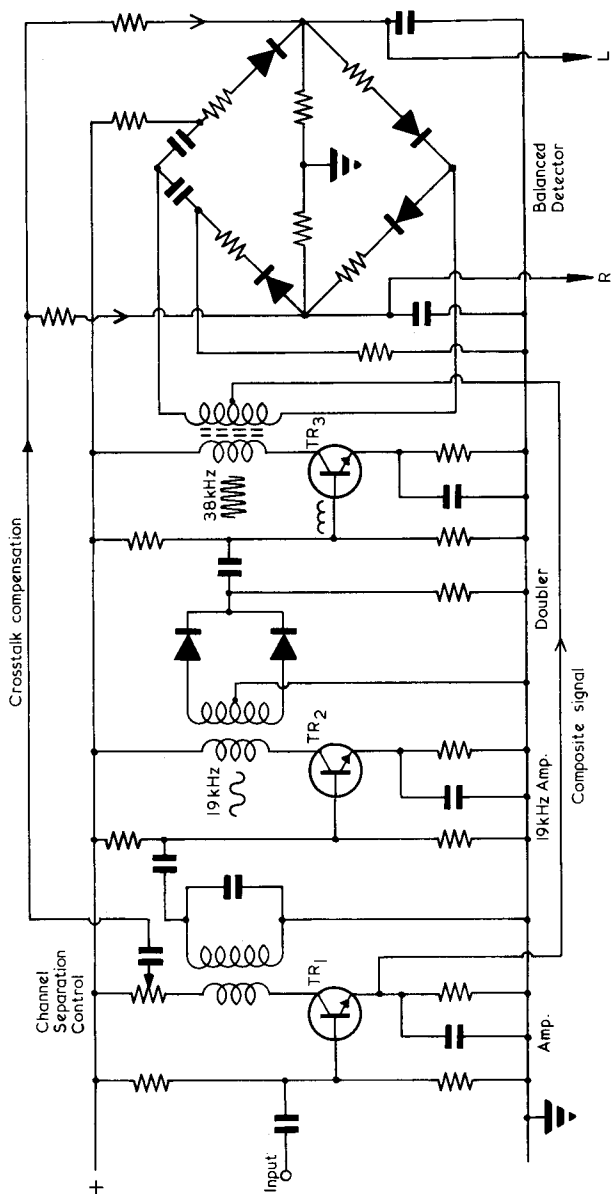 Crosstalk compensation
+
Channel
Separation
Control
Input
TR1
Amp.
19kHz
TR2
19kHz Amp.
Doubler
38kHz
TR3
Composite signal
Balanced
Detector
R
L